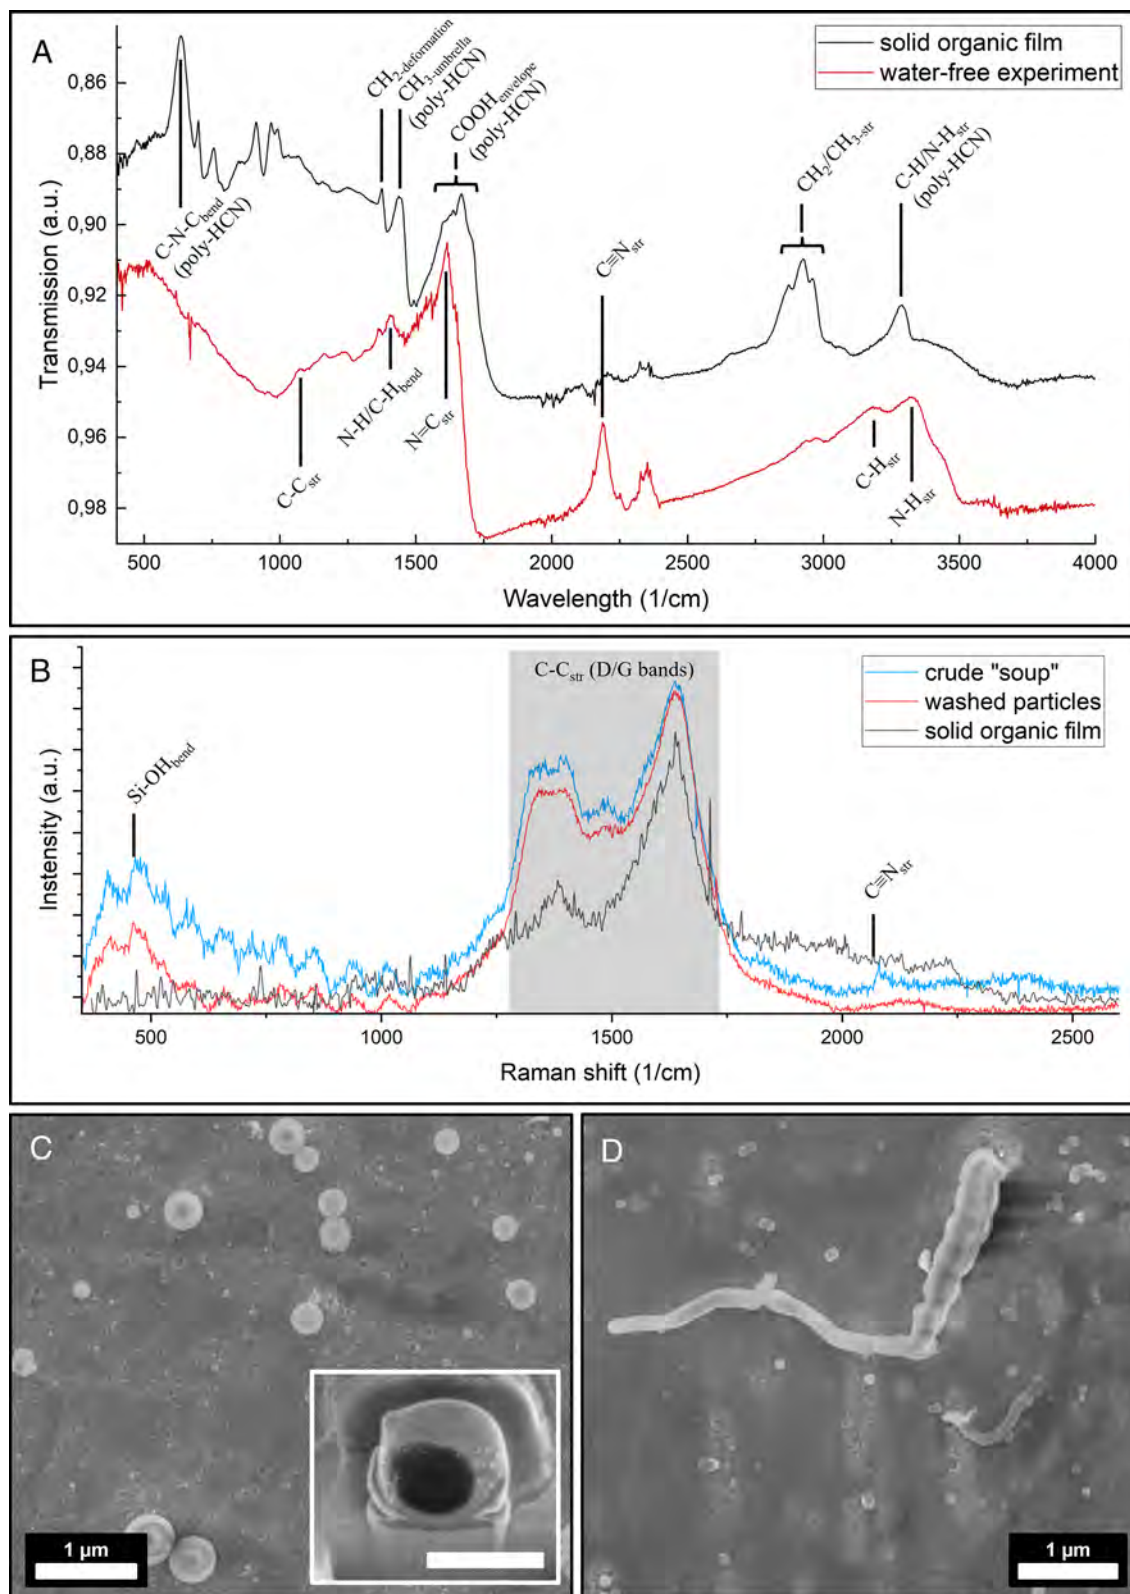 A
solid organic film
water-free experiment
0,86
0,88
0,90
0,92
0,94
0,96
0,98
Transmission (a.u.)
C-N-Cbend
(poly-HCN)
CH2-deformation
CH3-umbrella
(poly-HCN)
COOHenvelope
(poly-HCN)
C≡Nstr
CH2/CH3-str
C-H/N-Hstr
(poly-HCN)
C-Cstr
N-H/C-Hbend
N=Cstr
C-Hstr
N-Hstr
500
1000
1500
2000
2500
3000
3500
4000
Wavelength (1/cm)
B
C-Cstr (D/G bands)
crude "soup"
washed particles
solid organic film
Instensity (a.u.)
Si-OHbend
C≡Nstr
500
1000
1500
2000
2500
Raman shift (1/cm)
C
1 µm
D
1 µm